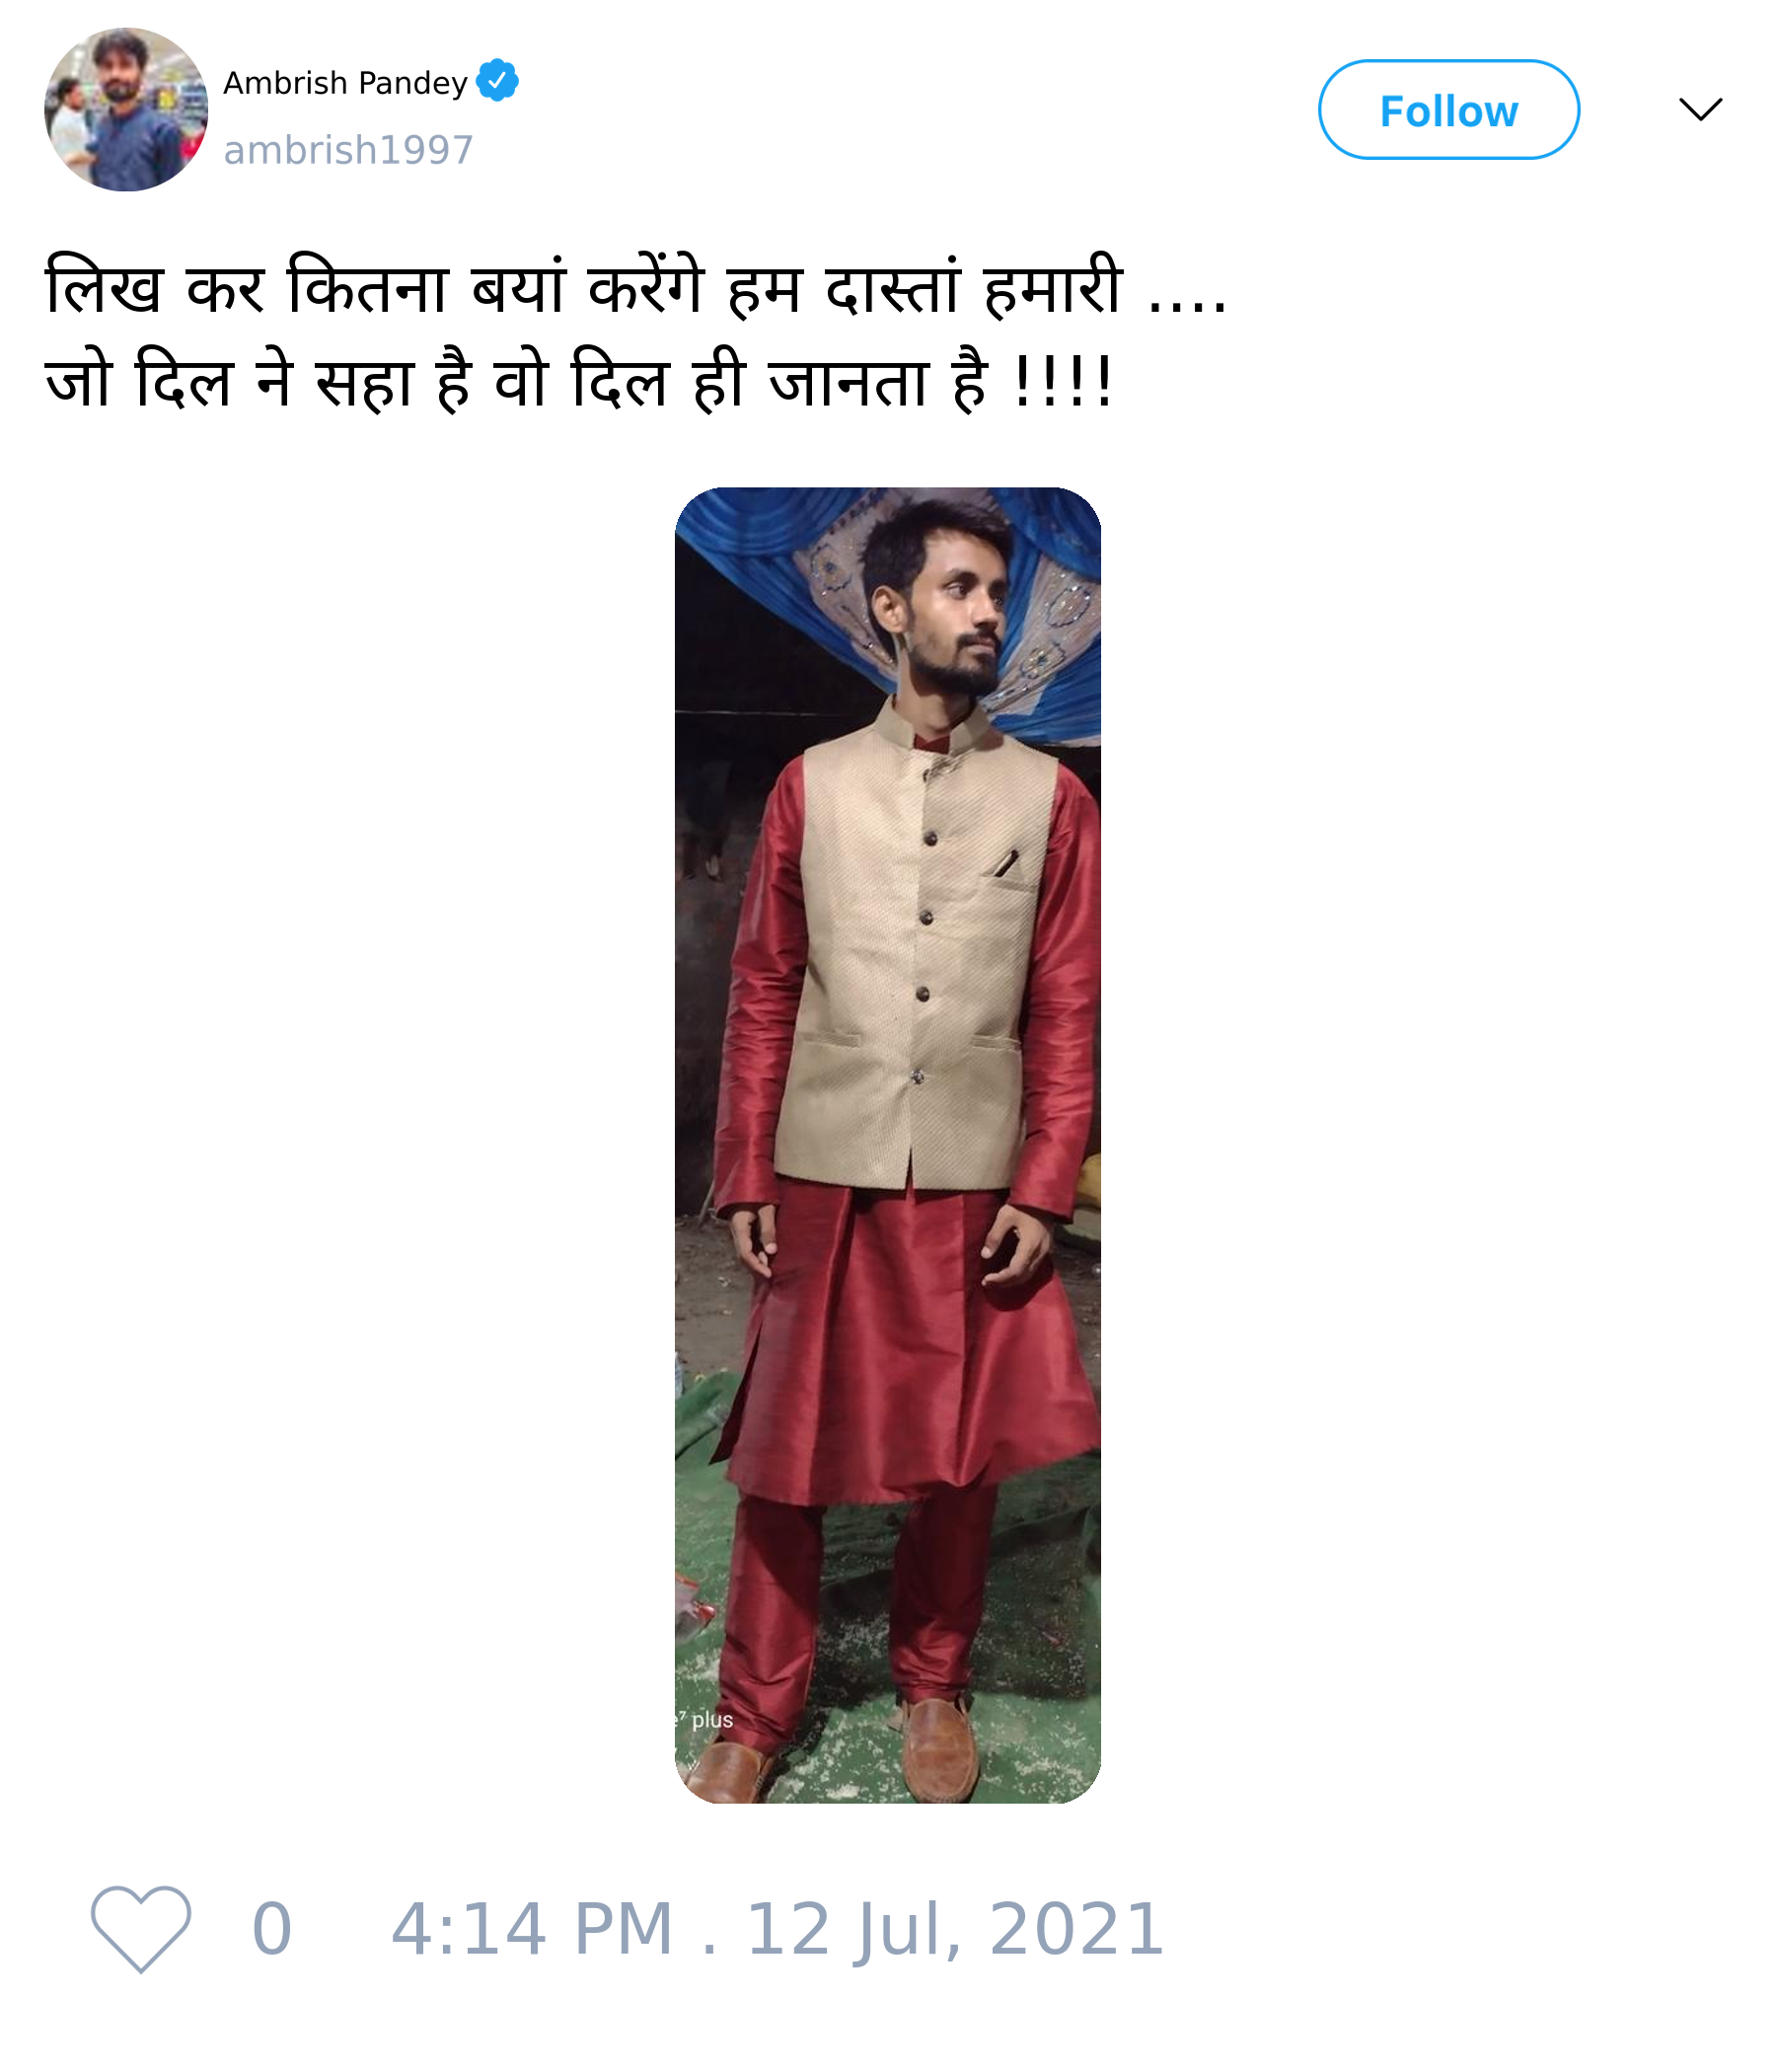 Ambrish Pandey
ambrish1997
Follow
लिख कर कितना बयां करेंगे हम दास्तां हमारी ....
जो दिल ने सहा है वो दिल ही जानता है !!!!
plus
0 4:14 PM . 12 Jul, 2021